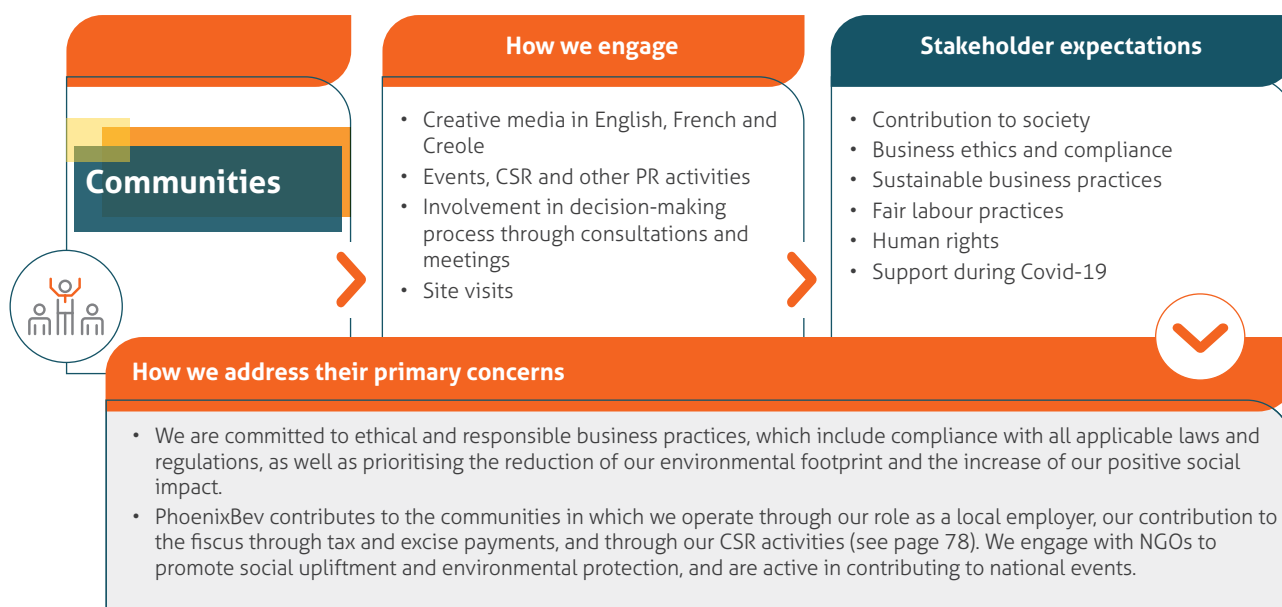 Communities
How we engage
• Creative media in English, French and
Creole
• Events, CSR and other PR activities
• Involvement in decision-making
process through consultations and
meetings
• Site visits
Stakeholder expectations
• Contribution to society
• Business ethics and compliance
• Sustainable business practices
• Fair labour practices
• Human rights
• Support during Covid-19
How we address their primary concerns
• We are committed to ethical and responsible business practices, which include compliance with all applicable laws and
regulations, as well as prioritising the reduction of our environmental footprint and the increase of our positive social
impact.
• PhoenixBev contributes to the communities in which we operate through our role as a local employer, our contribution to
the fiscus through tax and excise payments, and through our CSR activities (see page 78). We engage with NGOs to
promote social upliftment and environmental protection, and are active in contributing to national events.